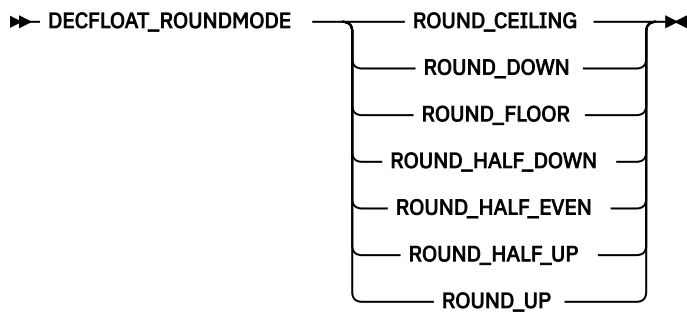 DECFLOAT_ROUNDMODE ROUND_CEILING
ROUND_DOWN
ROUND_FLOOR
ROUND_HALF_DOWN
ROUND_HALF_EVEN
ROUND_HALF_UP
ROUND_UP